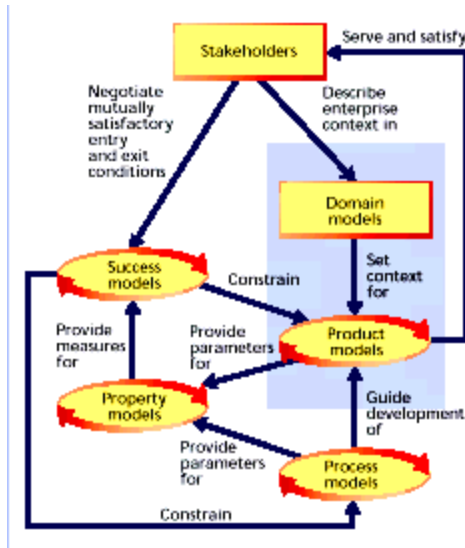 Serve and satisfy
Stakeholders
Negotiate
mutually
satisfactory
entry
and exit
conditions
Describe
enterprise
context in
Domain
models
Success
models
Constrain
Set
context
for
Provide
measures
for
Provide
parameters
for
Product
models
Property
models
Guide
development
of
Provide
parameters
for
Process
models
Constrain